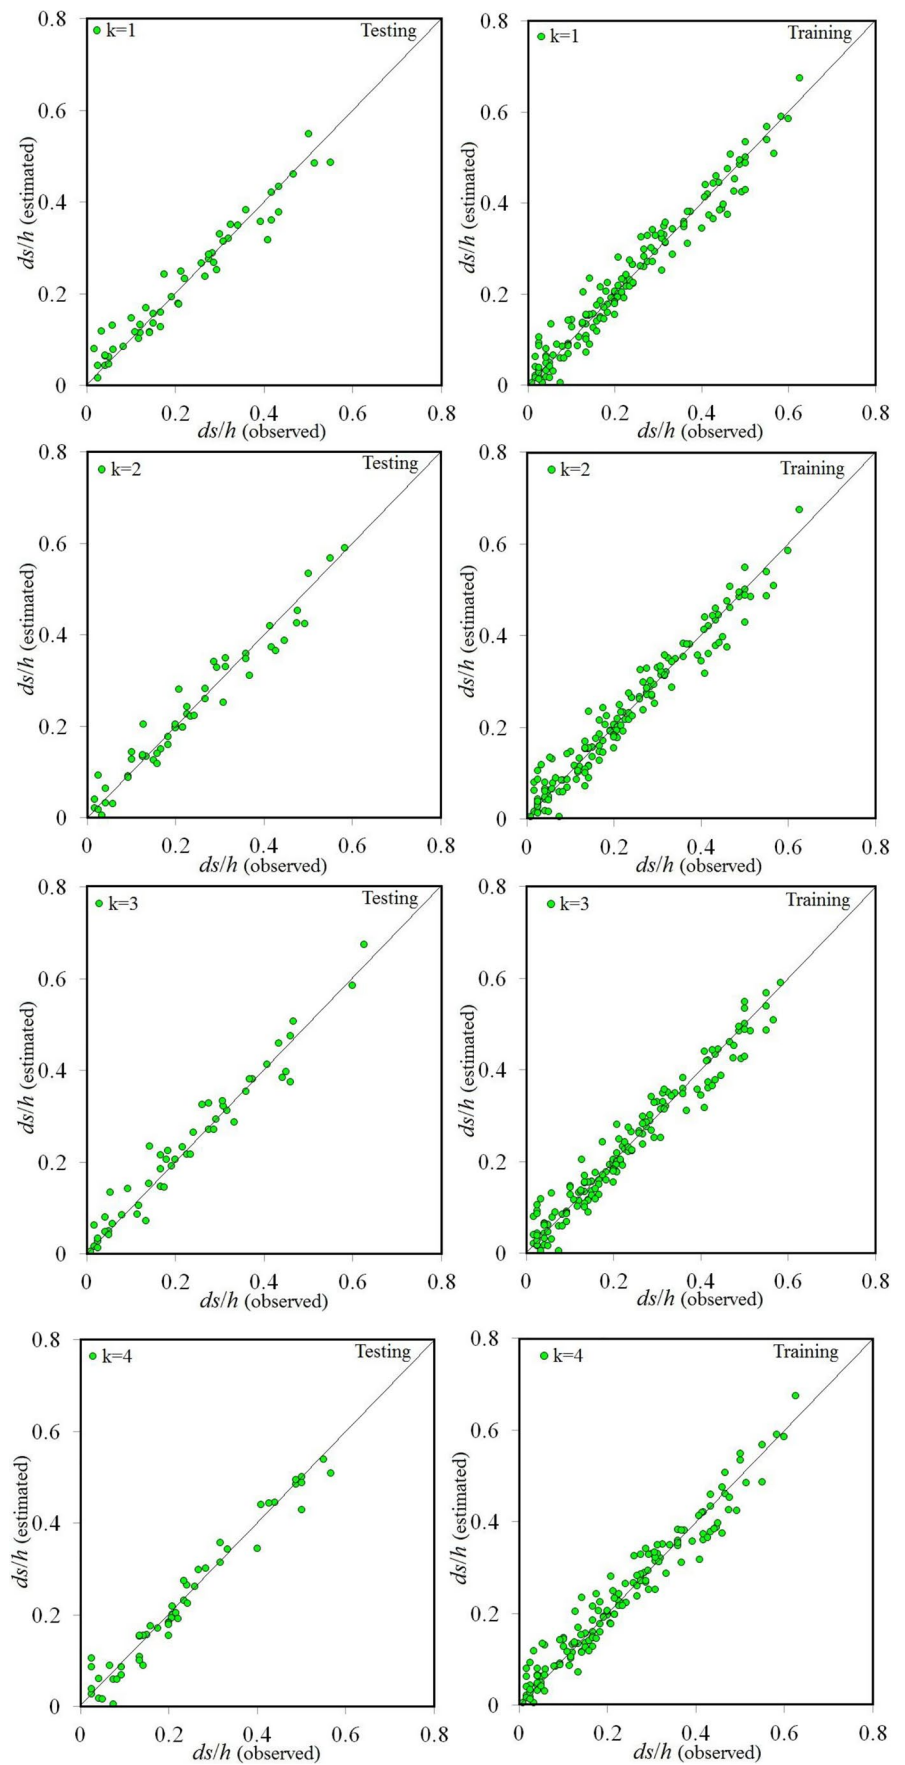 0.8 k=1 Testing
0.6
0.4
0.2
0
ds/h (estimated)
0 0.2 0.4 0.6 0.8
ds/h (observed)
0.8 k=1 Training
0.6
0.4
0.2
0
ds/h (estimated)
0 0.2 0.4 0.6 0.8
ds/h (observed)
0.8 k=2 Testing
0.6
0.4
0.2
0
ds/h (estimated)
0 0.2 0.4 0.6 0.8
ds/h (observed)
0.8 k=2 Training
0.6
0.4
0.2
0
ds/h (estimated)
0 0.2 0.4 0.6 0.8
ds/h (observed)
0.8 k=3 Testing
0.6
0.4
0.2
0
ds/h (estimated)
0 0.2 0.4 0.6 0.8
ds/h (observed)
0.8 k=3 Training
0.6
0.4
0.2
0
ds/h (estimated)
0 0.2 0.4 0.6 0.8
ds/h (observed)
0.8 k=4 Testing
0.6
0.4
0.2
0
ds/h (estimated)
0 0.2 0.4 0.6 0.8
ds/h (observed)
0.8 k=4 Training
0.6
0.4
0.2
0
ds/h (estimated)
0 0.2 0.4 0.6 0.8
ds/h (observed)